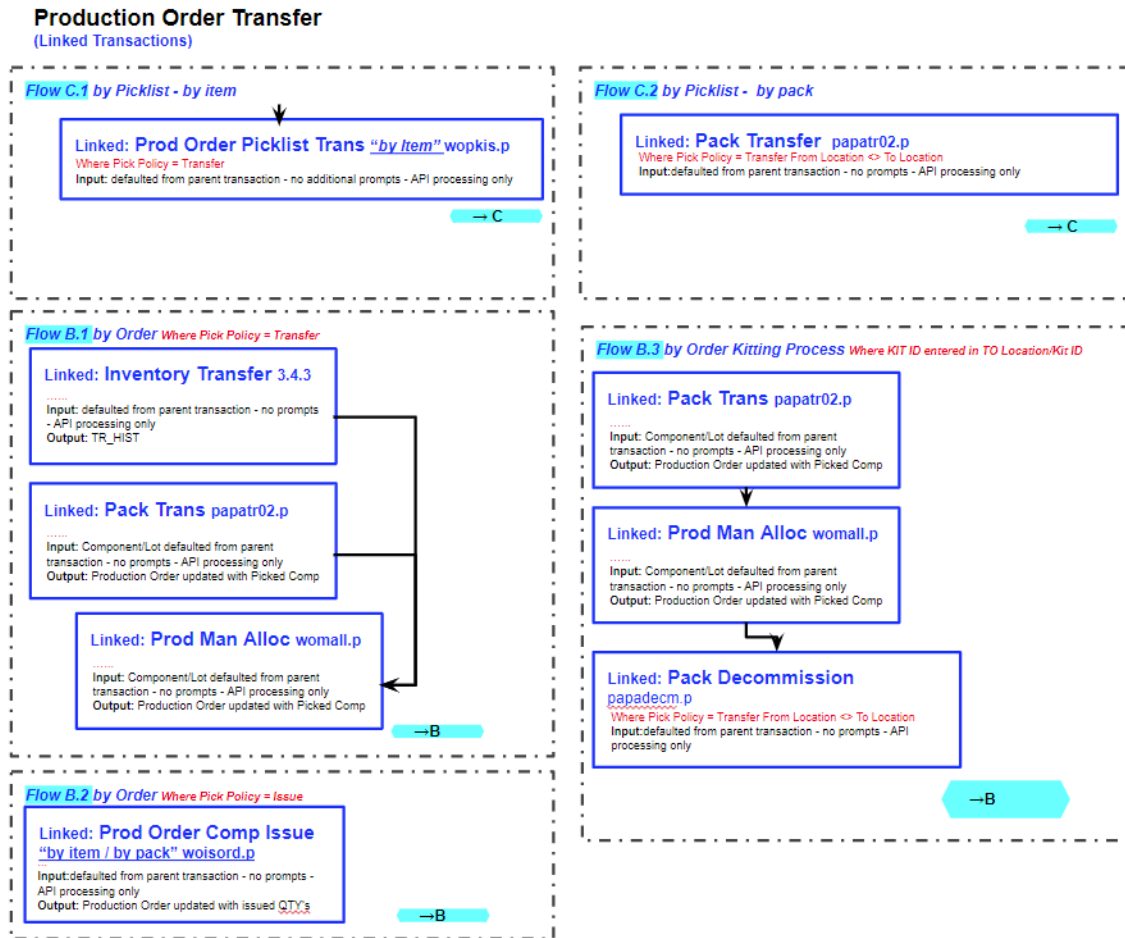 Production Order Transfer
(Linked Transactions)
Flow C.1 by Picklist - by item
Linked: Prod Order Picklist Trans “by Item” wopkis.p
Where Pick Policy = Transfer
Input: defaulted from parent transaction - no additional prompts - API processing only
→ C
Flow C.2 by Picklist - by pack
Linked: Pack Transfer papatr02.p
Where Pick Policy = Transfer From Location <> To Location
Input:defaulted from parent transaction - no prompts - API processing only
→ C
Flow B.1 by Order Where Pick Policy = Transfer
Linked: Inventory Transfer 3.4.3
......
Input: defaulted from parent transaction - no prompts
- API processing only
Output: TR_HIST
Linked: Pack Trans papatr02.p
......
Input: Component/Lot defaulted from parent
transaction - no prompts - API processing only
Output: Production Order updated with Picked Comp
Linked: Prod Man Alloc womall.p
......
Input: Component/Lot defaulted from parent
transaction - no prompts - API processing only
Output: Production Order updated with Picked Comp
→B
Flow B.3 by Order Kitting Process Where KIT ID entered in TO Location/Kit ID
Linked: Pack Trans papatr02.p
......
Input: Component/Lot defaulted from parent
transaction - no prompts - API processing only
Output: Production Order updated with Picked Comp
Linked: Prod Man Alloc womall.p
......
Input: Component/Lot defaulted from parent
transaction - no prompts - API processing only
Output: Production Order updated with Picked Comp
Linked: Pack Decommission
papadecm.p
Where Pick Policy = Transfer From Location <> To Location
Input:defaulted from parent transaction - no prompts - API
processing only
→B
Flow B.2 by Order Where Pick Policy = Issue
Linked: Prod Order Comp Issue
“by item / by pack” woisord.p
...
Input:defaulted from parent transaction - no prompts -
API processing only
Output: Production Order updated with issued QTY's
→B